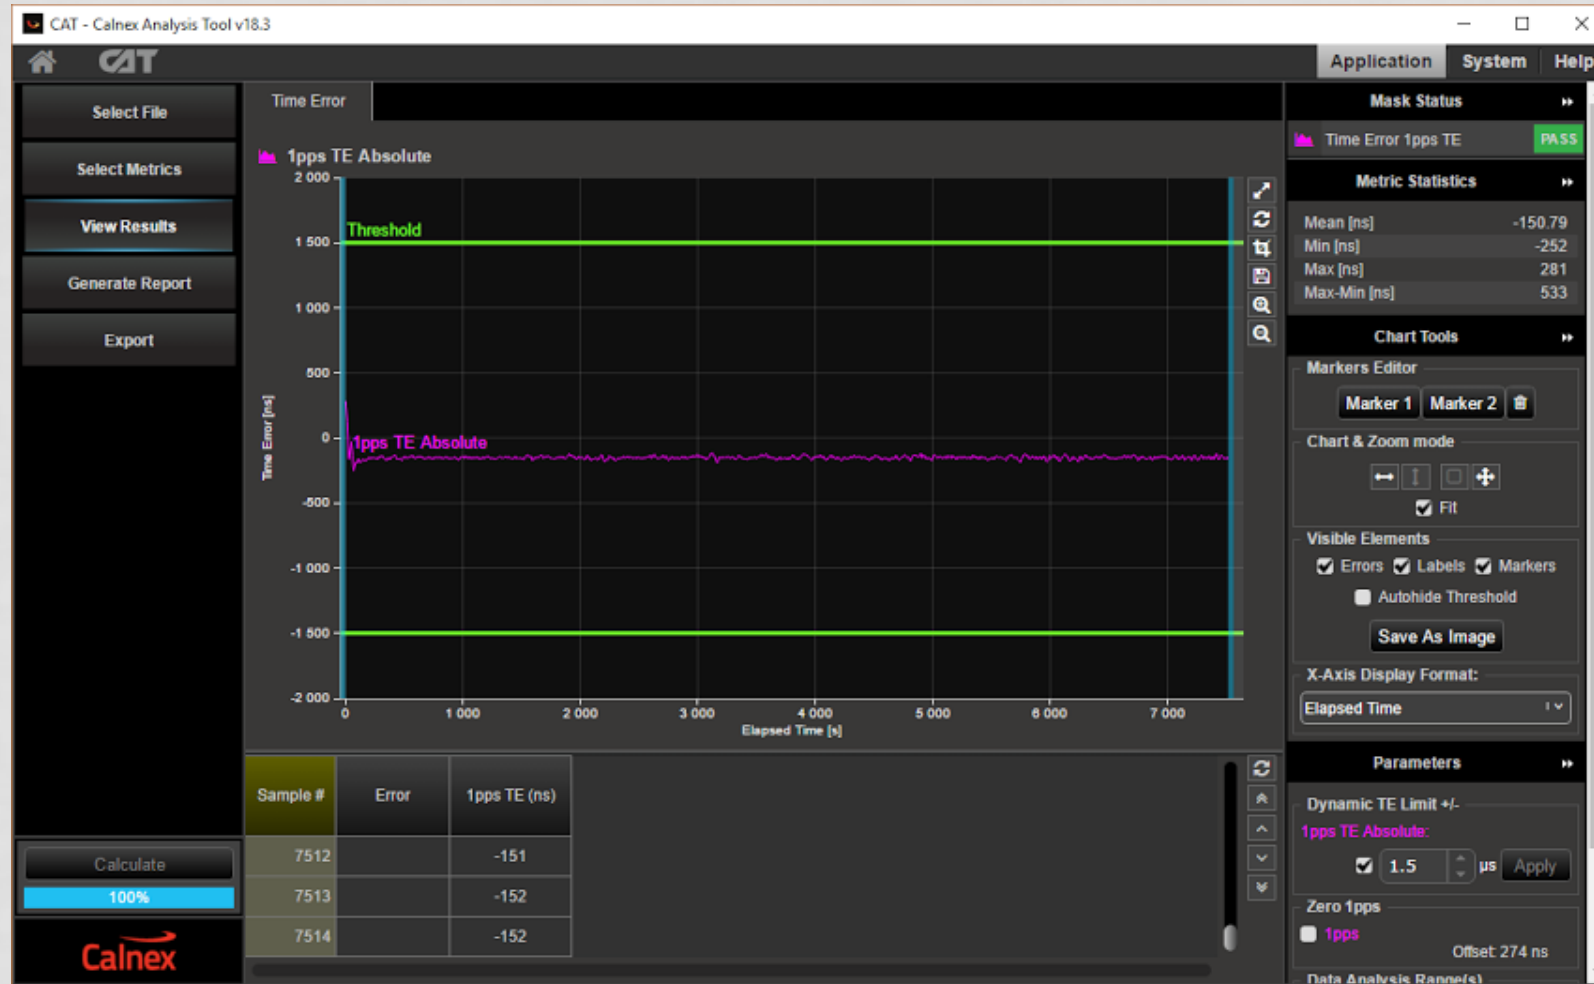 CAT - Calnex Analysis Tool v18.3
CAT
Application System Help
Select File
Select Metrics
View Results
Generate Report
Export
Calculate
100%
Calnex
Time Error
1pps TE Absolute
Time Error [ns]
2 000
1 500
1 000
500
0
-500
-1 000
-1 500
-2 000
Threshold
1pps TE Absolute
0 1 000 2 000 3 000 4 000 5 000 6 000 7 000
Elapsed Time [s]
Sample # Error 1pps TE (ns)
7512 -151
7513 -152
7514 -152
Mask Status
Time Error 1pps TE PASS
Metric Statistics
Mean [ns] -150.79
Min [ns] -252
Max [ns] 281
Max-Min [ns] 533
Chart Tools
Markers Editor
Marker 1 Marker 2
Chart & Zoom mode
Fit
Visible Elements
Errors Labels Markers
Autohide Threshold
Save As Image
X-Axis Display Format:
Elapsed Time
Parameters
Dynamic TE Limit +/-
1pps TE Absolute:
1.5 µs Apply
Zero 1pps
1pps
Offset: 274 ns
Data Analysis Range(s)